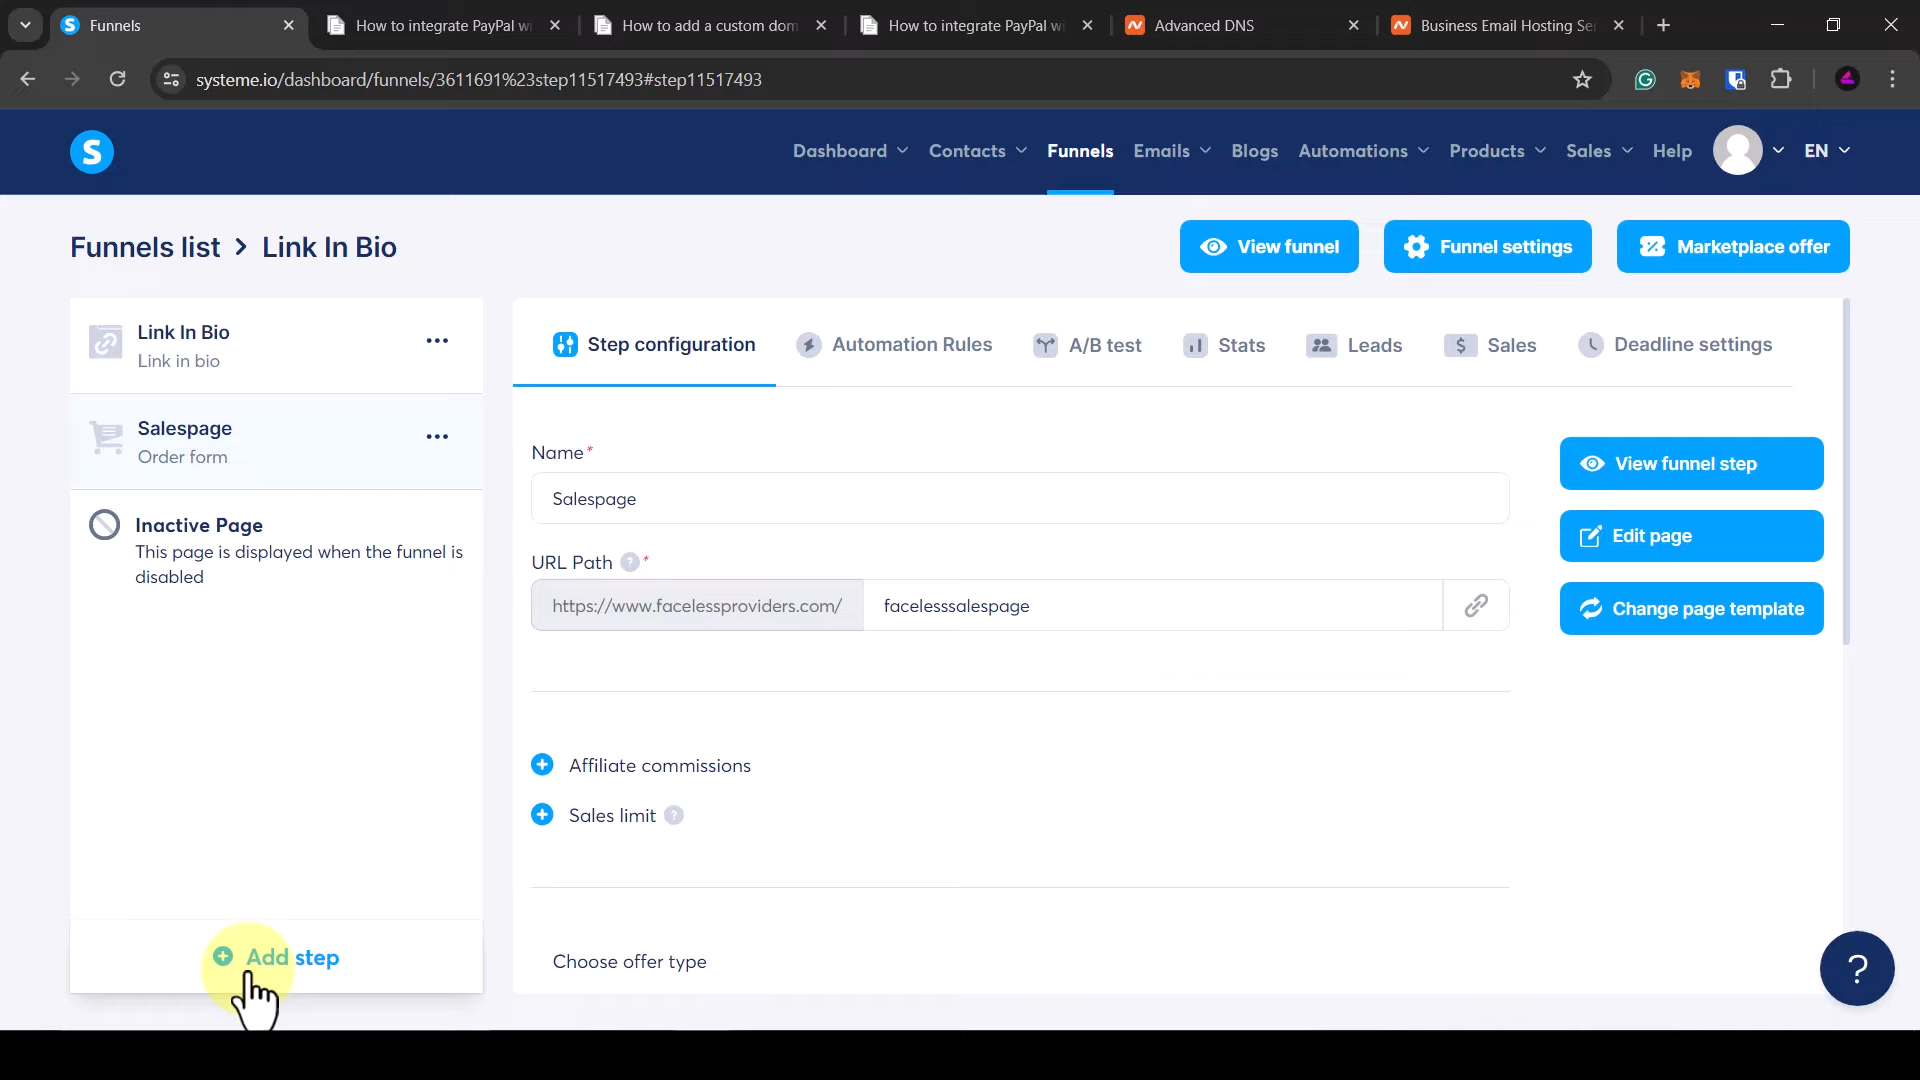 Funnels
How to integrate PayPal wi
How to add a custom dom
How to integrate PayPal wi
Advanced DNS
Business Email Hosting Ser
systeme.io/dashboard/funnels/3611691%23step11517493#step11517493
S
Dashboard
Contacts
Funnels
Emails
Blogs
Automations
Products
Sales
Help
EN
Funnels list > Link In Bio
View funnel
Funnel settings
Marketplace offer
Link In Bio
Link in bio
Salespage
Order form
Inactive Page
This page is displayed when the funnel is
disabled
Add step
Step configuration
Automation Rules
A/B test
Stats
Leads
$ Sales
Deadline settings
Name*
Salespage
URL Path ? *
https://www.facelessproviders.com/
facelesssalespage
View funnel step
Edit page
Change page template
Affiliate commissions
Sales limit ?
Choose offer type
?